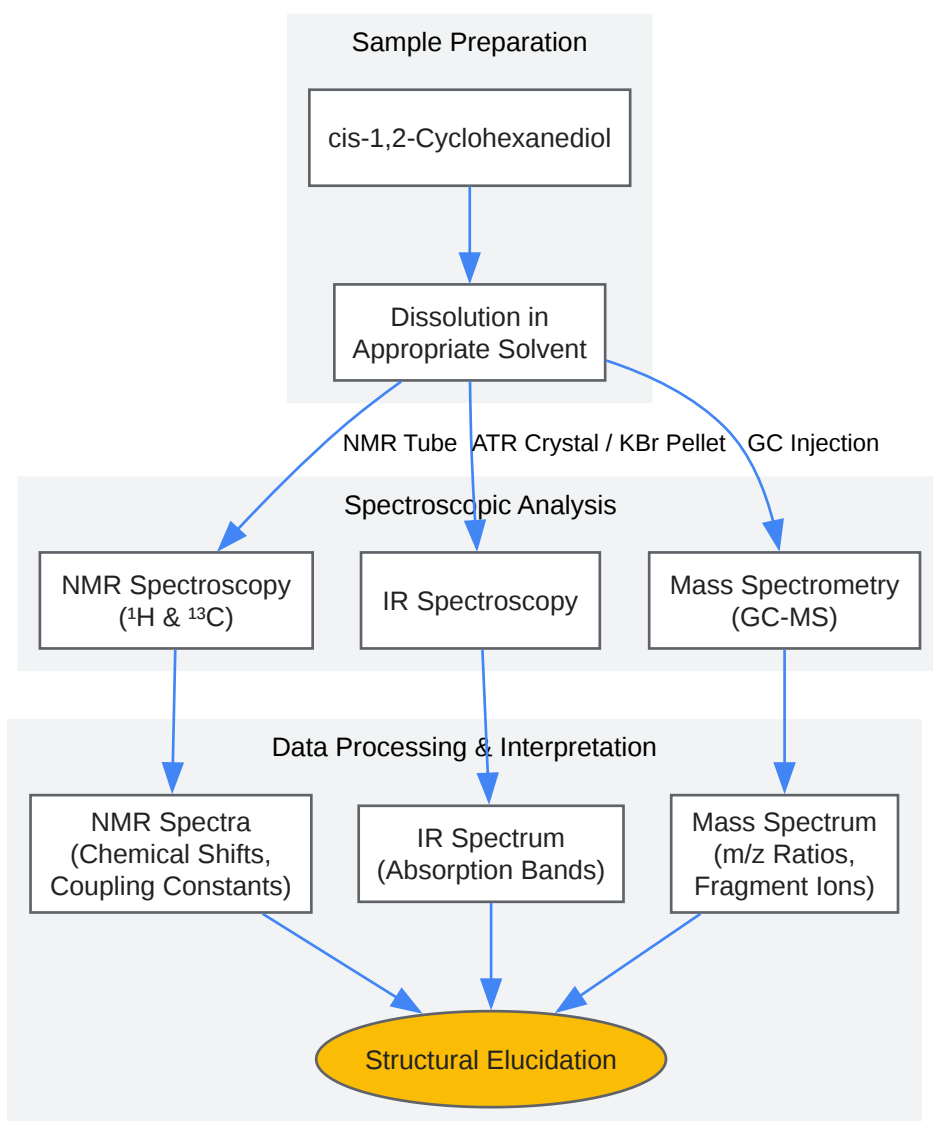 Sample Preparation
cis-1,2-Cyclohexanediol
Dissolution in
Appropriate Solvent
NMR Tube
ATR Crystal / KBr Pellet
GC Injection
Spectroscopic Analysis
NMR Spectroscopy
(¹H & ¹³C)
IR Spectroscopy
Mass Spectrometry
(GC-MS)
Data Processing & Interpretation
NMR Spectra
(Chemical Shifts,
Coupling Constants)
IR Spectrum
(Absorption Bands)
Mass Spectrum
(m/z Ratios,
Fragment Ions)
Structural Elucidation